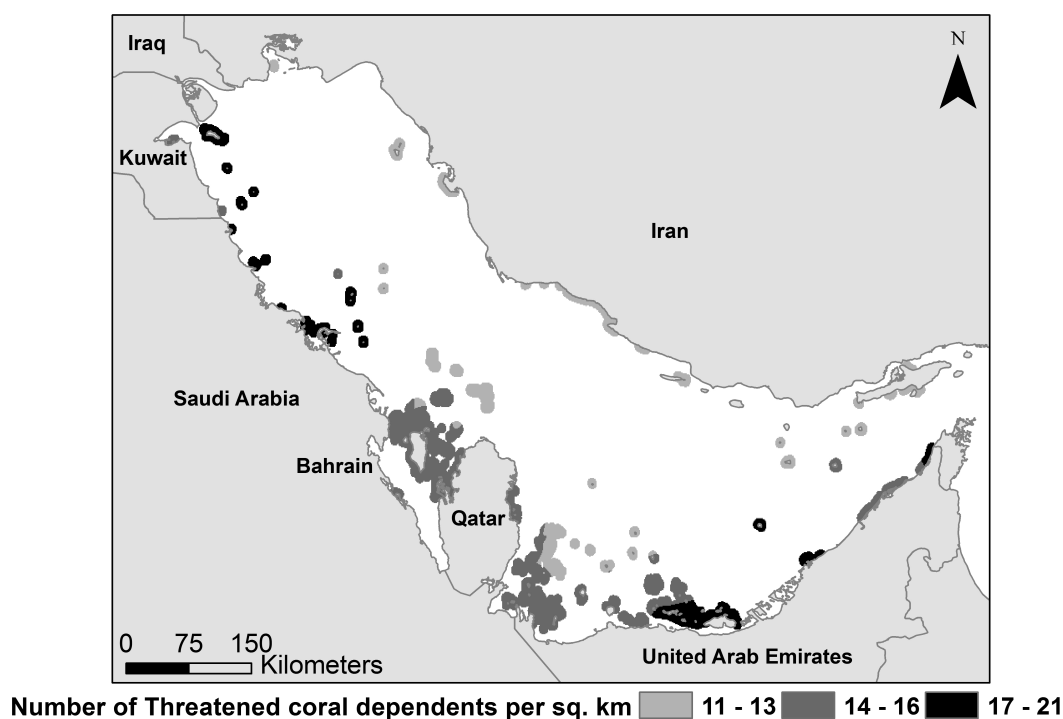 Iraq
N
Kuwait
Iran
Saudi Arabia
Bahrain
Qatar
0 75 150
Kilometers
United Arab Emirates
Number of Threatened coral dependents per sq. km 11 - 13 14 - 16 17 - 21